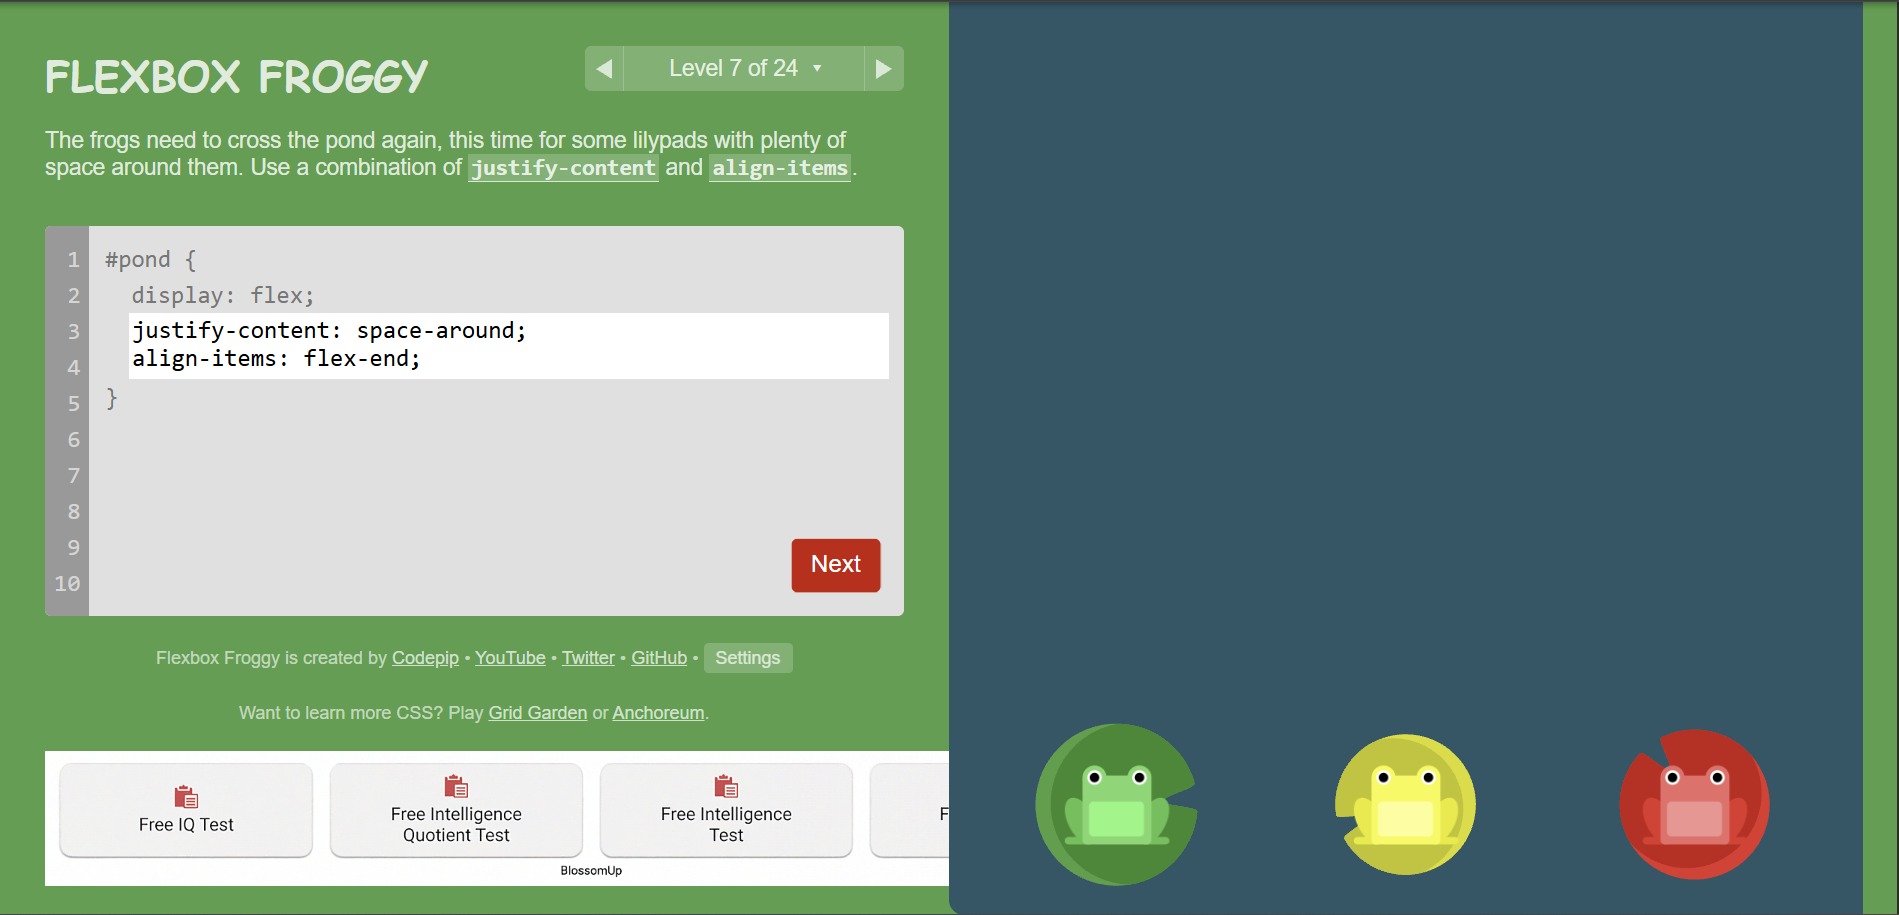 FLEXBOX FROGGY
Level 7 of 24
The frogs need to cross the pond again, this time for some lilypads with plenty of
space around them. Use a combination of justify-content and align-items.
1 #pond {
2 display: flex;
3 justify-content: space-around;
4 align-items: flex-end;
5 }
6
7
8
9
10
Next
Flexbox Froggy is created by Codepip • YouTube • Twitter • GitHub • Settings
Want to learn more CSS? Play Grid Garden or Anchoreum.
Free IQ Test
Free Intelligence
Quotient Test
Free Intelligence
Test
F
BlossomUp